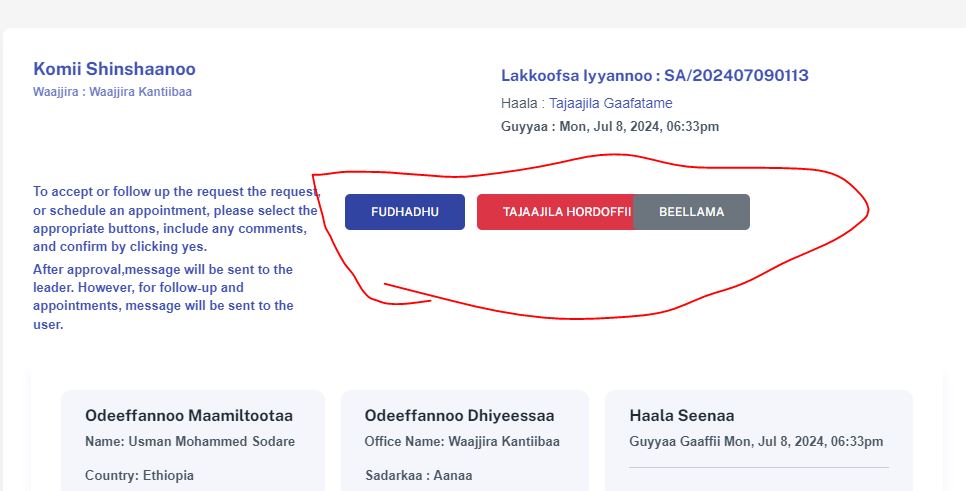 Komii Shinshaanoo
Waajjira : Waajjira Kantiibaa
Lakkoofsa Iyyannoo : SA/202407090113
Haala : Tajaajila Gaafatame
Guyyaa : Mon, Jul 8, 2024, 06:33pm
To accept or follow up the request the request,
or schedule an appointment, please select the
appropriate buttons, include any comments,
and confirm by clicking yes.
After approval,message will be sent to the
leader. However, for follow-up and
appointments, message will be sent to the
user.
FUDHADHU
TAJAAJILA HORDOFFII
BEELLAMA
Odeeffannoo Maamiltootaa
Name: Usman Mohammed Sodare
Country: Ethiopia
Odeeffannoo Dhiyeessaa
Office Name: Waajjira Kantiibaa
Sadarkaa : Aanaa
Haala Seenaa
Guyyaa Gaaffii Mon, Jul 8, 2024, 06:33pm